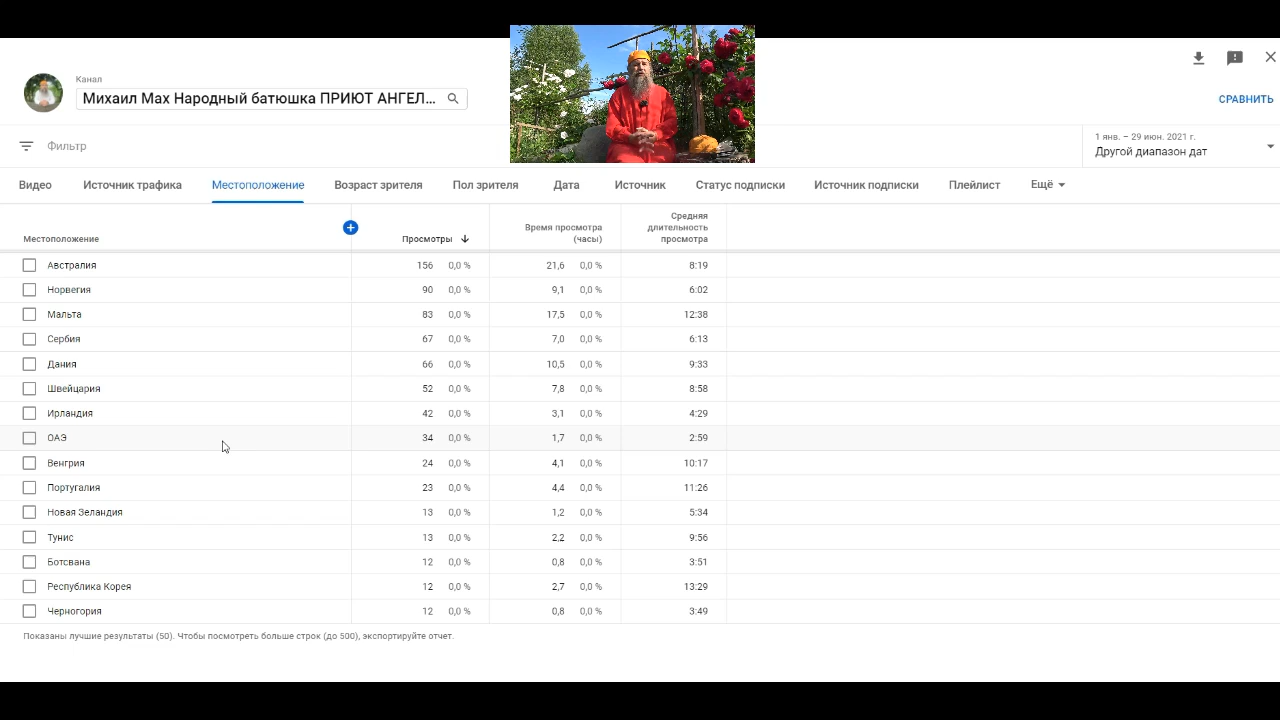 Канал
Михаил Мах Народный батюшка ПРИЮТ АНГЕЛ...
СРАВНИТЬ
Фильтр
1 янв. – 29 июн. 2021 г.
Другой диапазон дат
Видео Источник трафика Местоположение Возраст зрителя Пол зрителя Дата Источник Статус подписки Источник подписки Плейлист Ещё
Местоположение Просмотры Время просмотра (часы) Средняя длительность просмотра
Австралия 156 0,0 % 21,6 0,0 % 8:19
Норвегия 90 0,0 % 9,1 0,0 % 6:02
Мальта 83 0,0 % 17,5 0,0 % 12:38
Сербия 67 0,0 % 7,0 0,0 % 6:13
Дания 66 0,0 % 10,5 0,0 % 9:33
Швейцария 52 0,0 % 7,8 0,0 % 8:58
Ирландия 42 0,0 % 3,1 0,0 % 4:29
ОАЭ 34 0,0 % 1,7 0,0 % 2:59
Венгрия 24 0,0 % 4,1 0,0 % 10:17
Португалия 23 0,0 % 4,4 0,0 % 11:26
Новая Зеландия 13 0,0 % 1,2 0,0 % 5:34
Тунис 13 0,0 % 2,2 0,0 % 9:56
Ботсвана 12 0,0 % 0,8 0,0 % 3:51
Республика Корея 12 0,0 % 2,7 0,0 % 13:29
Черногория 12 0,0 % 0,8 0,0 % 3:49
Показаны лучшие результаты (50). Чтобы посмотреть больше строк (до 500), экспортируйте отчет.